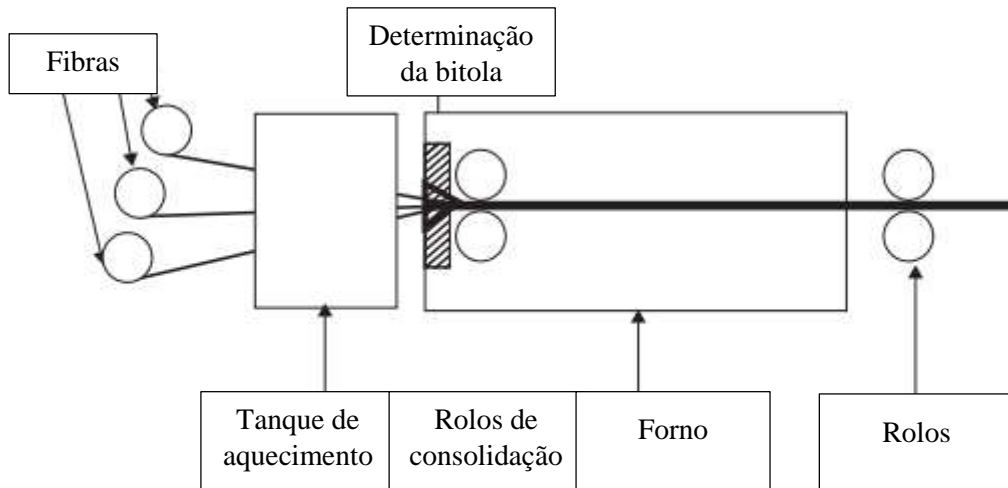 Determinação
da bitola
Fibras
Tanque de
aquecimento
Rolos de
consolidação
Forno
Rolos